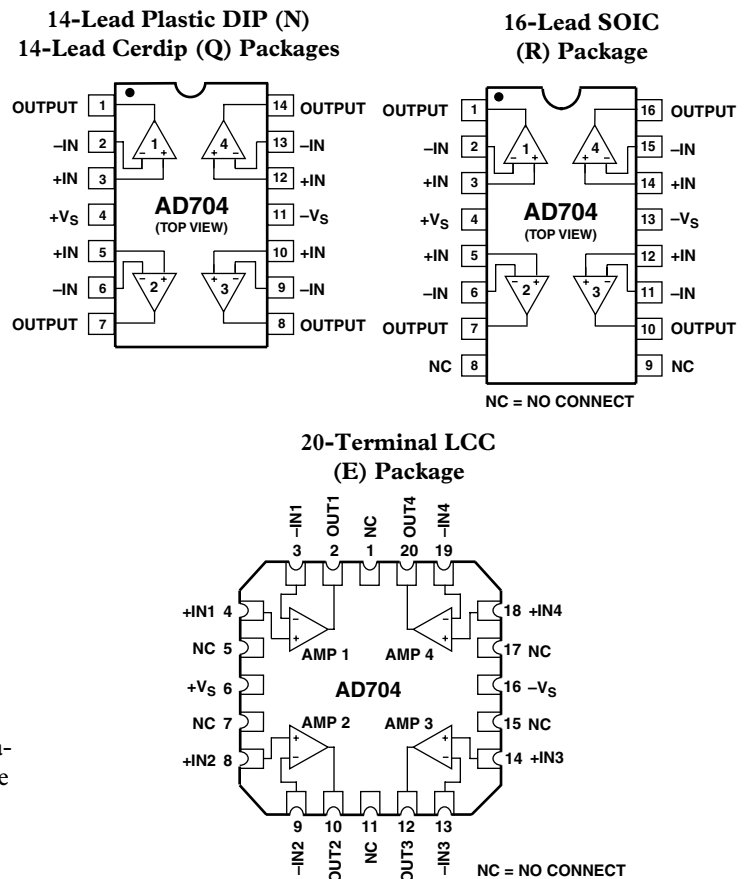 14-Lead Plastic DIP (N)
14-Lead Cerdip (Q) Packages
OUTPUT 1 14 OUTPUT
–IN 2 1 4 13 –IN
– + + –
+IN 3 12 +IN
+VS 4 AD704 11 –VS
(TOP VIEW)
+IN 5 10 +IN
– + + –
–IN 6 2 3 9 –IN
OUTPUT 7 8 OUTPUT
16-Lead SOIC
(R) Package
OUTPUT 1 16 OUTPUT
–IN 2 1 4 15 –IN
– + + –
+IN 3 14 +IN
+VS 4 AD704 13 –VS
(TOP VIEW)
+IN 5 12 +IN
– + + –
–IN 6 2 3 11 –IN
OUTPUT 7 10 OUTPUT
NC 8 9 NC
NC = NO CONNECT
20-Terminal LCC
(E) Package
–IN1 OUT1 NC OUT4 –IN4
3 2 1 20 19
+IN1 4 – + – + 18 +IN4
NC 5 AMP 1 AMP 4 17 NC
+VS 6 AD704 16 –VS
NC 7 AMP 2 AMP 3 15 NC
+IN2 8 + – + – 14 +IN3
9 10 11 12 13
–IN2 OUT2 NC OUT3 –IN3
NC = NO CONNECT
a-
e